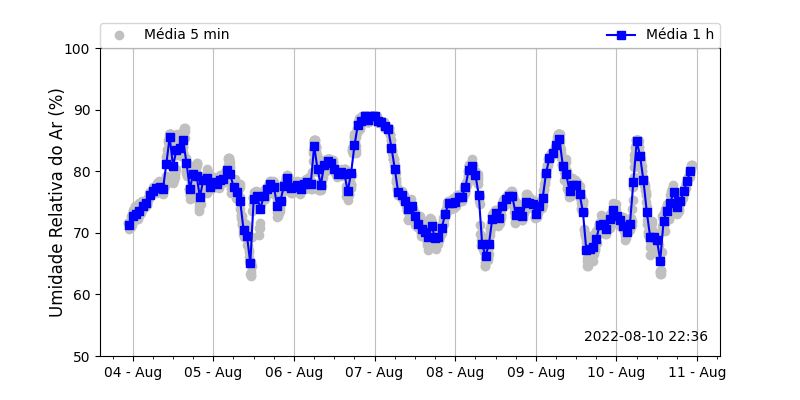 Média 5 min
Média 1 h
Umidade Relativa do Ar (%)
100
90
80
70
60
50
2022-08-10 22:36
04 - Aug
05 - Aug
06 - Aug
07 - Aug
08 - Aug
09 - Aug
10 - Aug
11 - Aug